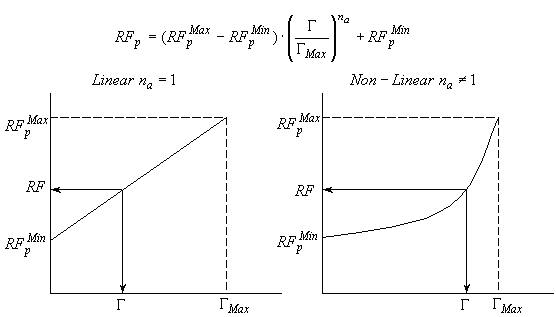 RF_p = (RF_p^Max − RF_p^Min) · (Γ / Γ_Max)^n_a + RF_p^Min
Linear n_a = 1
RF_p^Max
RF
RF_p^Min
Γ Γ_Max
Non − Linear n_a ≠ 1
RF_p^Max
RF
RF_p^Min
Γ Γ_Max